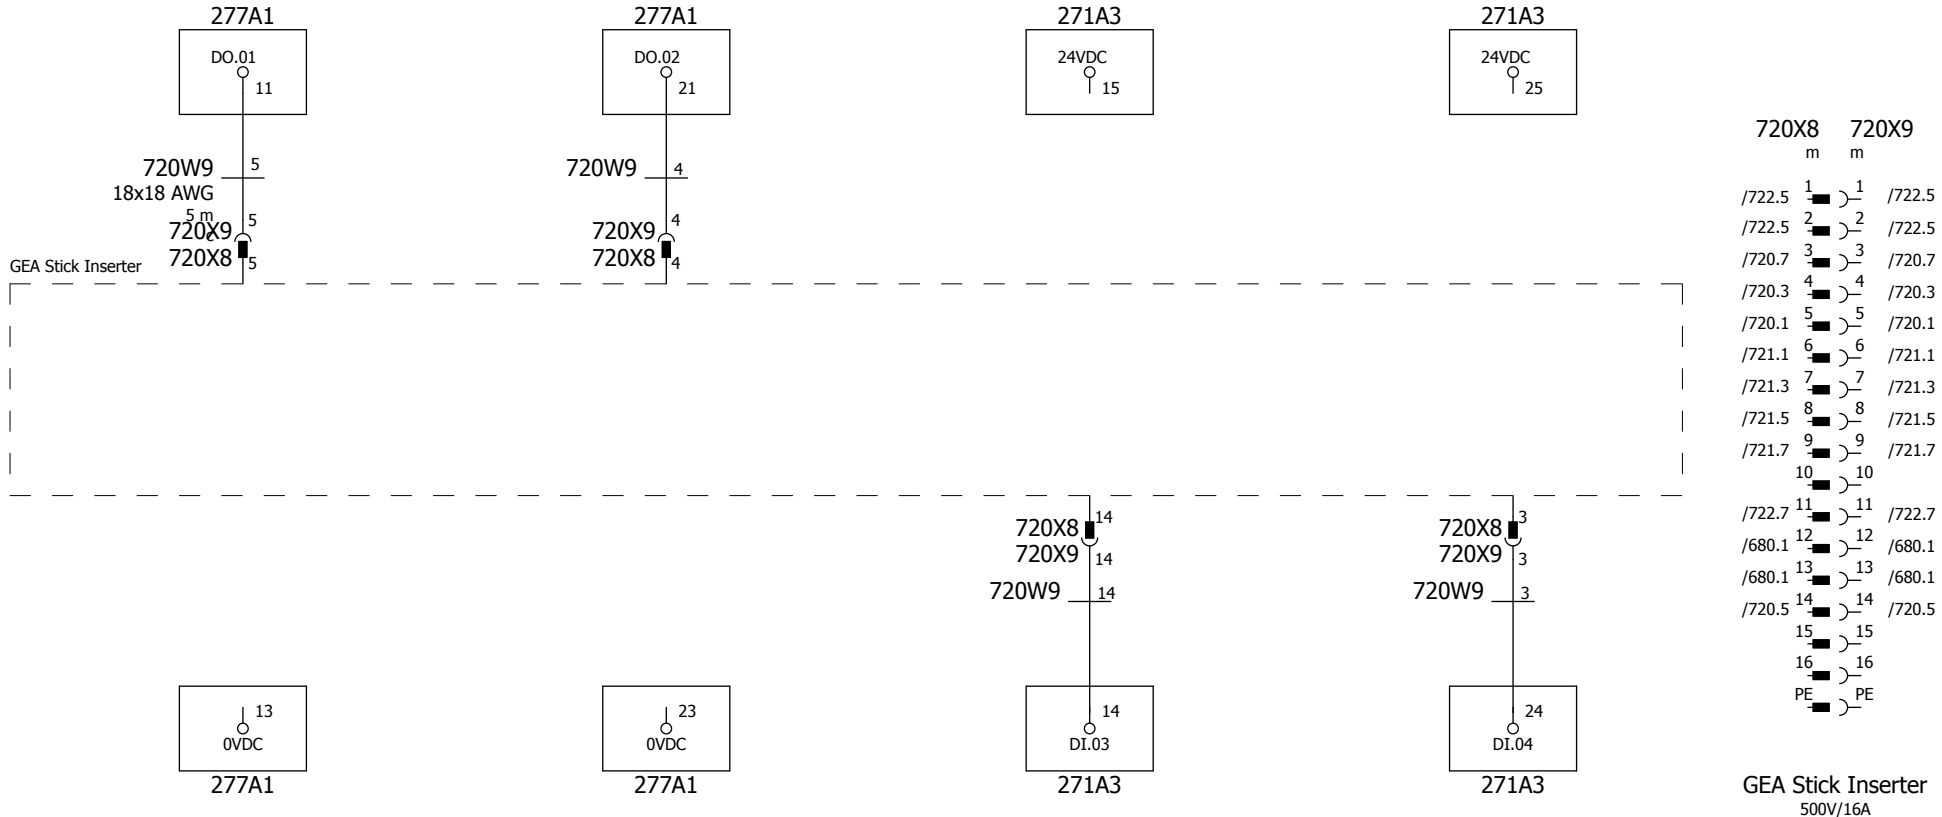 277A1 277A1 271A3 271A3
DO.01 DO.02 24VDC 24VDC
11 21 15 25
720X8 720X9
m m
720W9 5 720W9 4
18x18 AWG
5 m
c
720X9 5 720X9 4
720X8 5 720X8 4
GEA Stick Inserter
/722.5 1 1 /722.5
/722.5 2 2 /722.5
/720.7 3 3 /720.7
/720.3 4 4 /720.3
/720.1 5 5 /720.1
/721.1 6 6 /721.1
/721.3 7 7 /721.3
/721.5 8 8 /721.5
/721.7 9 9 /721.7
10 10
/722.7 11 11 /722.7
/680.1 12 12 /680.1
/680.1 13 13 /680.1
/720.5 14 14 /720.5
15 15
16 16
PE PE
720X8 14 720X8 3
720X9 14 720X9 3
720W9 14 720W9 3
13 23 14 24
0VDC 0VDC DI.03 DI.04
277A1 277A1 271A3 271A3
GEA Stick Inserter
500V/16A